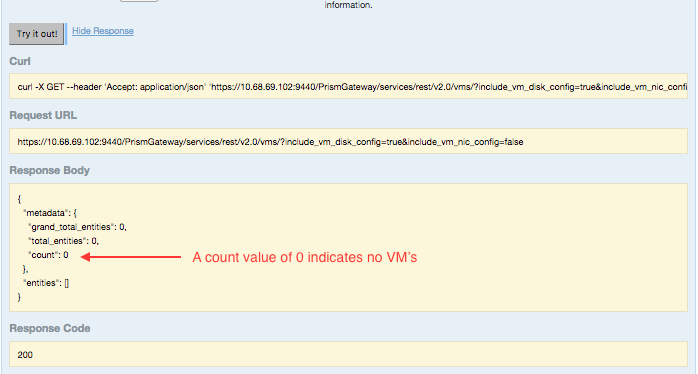 information.
Try it out!
Hide Response
Curl
curl -X GET --header 'Accept: application/json' 'https://10.68.69.102:9440/PrismGateway/services/rest/v2.0/vms/?include_vm_disk_config=true&include_vm_nic_confi
Request URL
https://10.68.69.102:9440/PrismGateway/services/rest/v2.0/vms/?include_vm_disk_config=true&include_vm_nic_config=false
Response Body
{
"metadata": {
"grand_total_entities": 0,
"total_entities": 0,
"count": 0
A count value of 0 indicates no VM's
},
"entities": []
}
Response Code
200